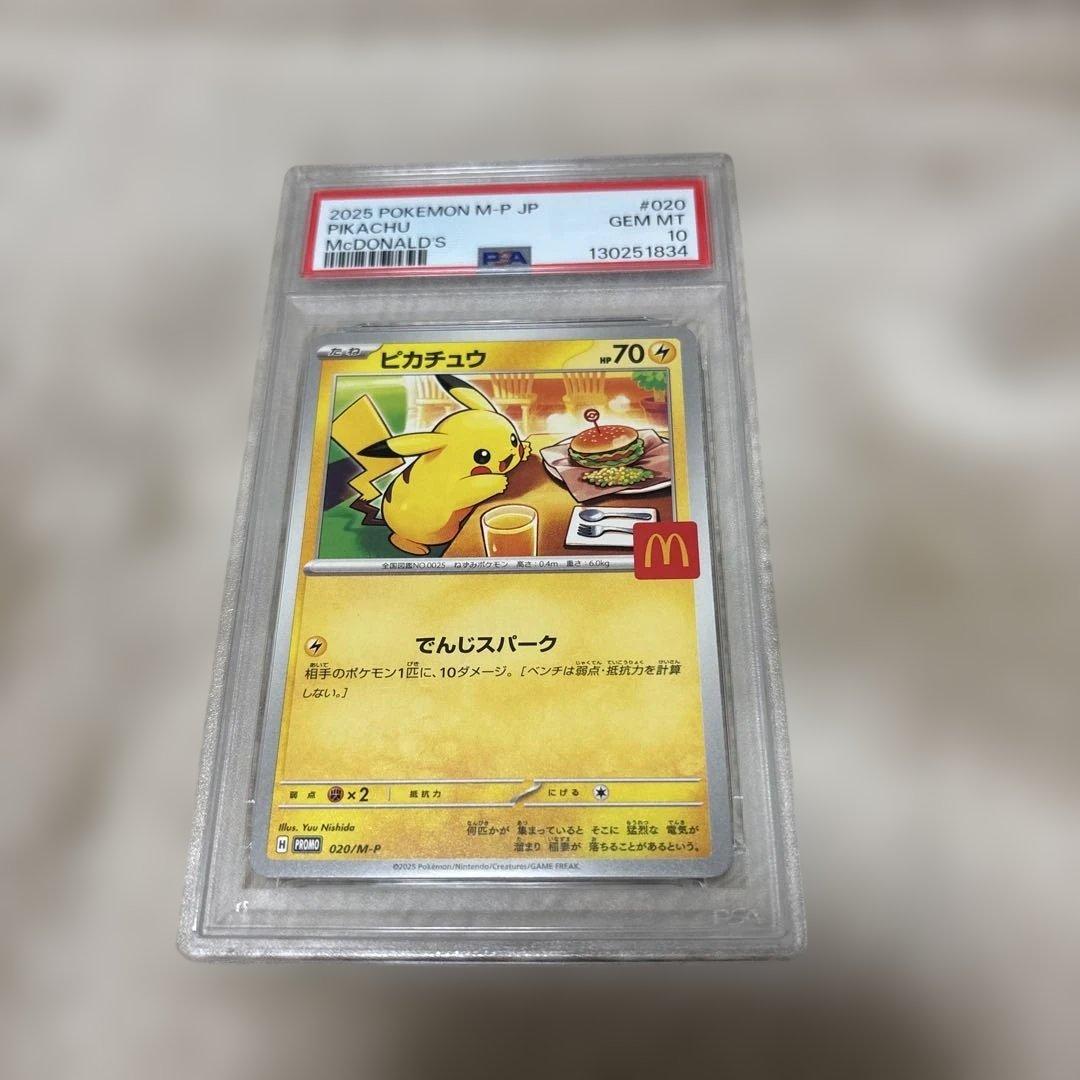 2025 POKEMON M-P JP #020
PIKACHU GEM MT
McDONALD'S 10
PSA 130251834
たね ピカチュウ HP70
全国図鑑NO.0025 ねずみポケモン 高さ:0.4m 重さ:6.0kg
でんじスパーク
相手のポケモン1匹に、10ダメージ。[ベンチは弱点・抵抗力を計算
しない。]
弱点 ×2 抵抗力 にげる
Illus. Yuu Nishida
何匹かが 集まっていると そこに 猛烈な 電気が
溜まり 稲妻が 落ちることがあるという。
H PROMO 020/M-P
©2025 Pokémon/Nintendo/Creatures/GAME FREAK.
PSA